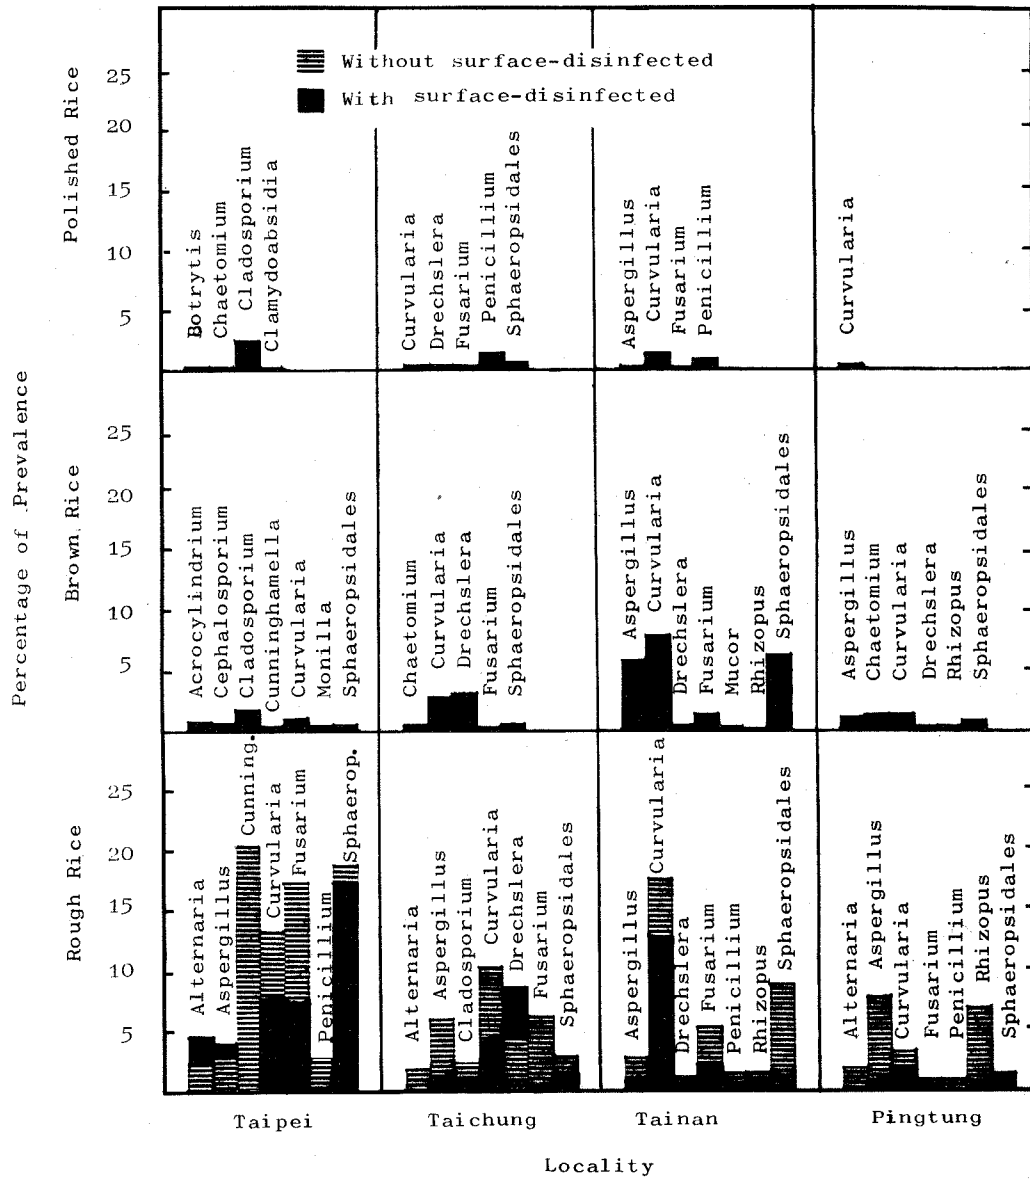 Without surface-disinfected
With surface-disinfected
Percentage of Prevalence
Polished Rice
25
20
15
10
5
Botrytis
Chaetomium
Cladosporium
Clamydoabsidia
Curvularia
Drechslera
Fusarium
Penicillium
Sphaeropsidales
Aspergillus
Curvularia
Fusarium
Penicillium
Curvularia
Brown Rice
25
20
15
10
5
Acrocylindrium
Cephalosporium
Cladosporium
Cunninghamella
Curvularia
Monilla
Sphaeropsidales
Chaetomium
Curvularia
Drechslera
Fusarium
Sphaeropsidales
Aspergillus
Curvularia
Drechslera
Fusarium
Mucor
Rhizopus
Sphaeropsidales
Aspergillus
Chaetomium
Curvularia
Drechslera
Rhizopus
Sphaeropsidales
Rough Rice
25
20
15
10
5
Alternaria
Aspergillus
Cunning.
Curvularia
Fusarium
Penicillium
Sphaerop.
Alternaria
Aspergillus
Cladosporium
Curvularia
Drechslera
Fusarium
Sphaeropsidales
Aspergillus
Curvularia
Drechslera
Fusarium
Penicillium
Rhizopus
Sphaeropsidales
Alternaria
Aspergillus
Curvularia
Fusarium
Penicillium
Rhizopus
Sphaeropsidales
Taipei
Taichung
Tainan
Pingtung
Locality